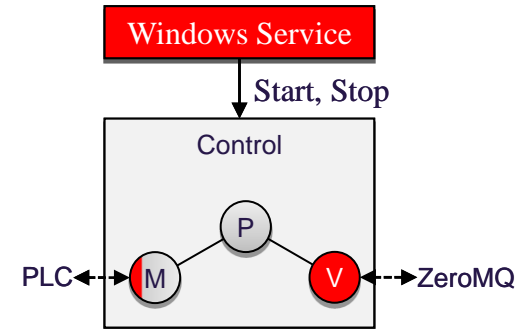 Windows Service
Start, Stop
Control
P
PLC M V ZeroMQ